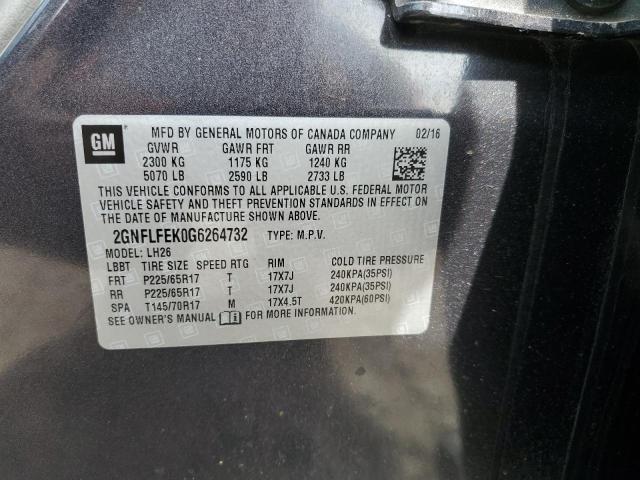 GM MFD BY GENERAL MOTORS OF CANADA COMPANY 02/16
GVWR GAWR FRT GAWR RR
2300 KG 1175 KG 1240 KG
5070 LB 2590 LB 2733 LB
THIS VEHICLE CONFORMS TO ALL APPLICABLE U.S. FEDERAL MOTOR
VEHICLE SAFETY AND THEFT PREVENTION STANDARDS IN EFFECT ON
THE DATE OF MANUFACTURE SHOWN ABOVE.
2GNFLFEK0G6264732 TYPE: M.P.V.
MODEL: LH26
LBBT TIRE SIZE SPEED RTG RIM COLD TIRE PRESSURE
FRT P225/65R17 T 17X7J 240KPA(35PSI)
RR P225/65R17 T 17X7J 240KPA(35PSI)
SPA T145/70R17 M 17X4.5T 420KPA(60PSI)
SEE OWNER'S MANUAL FOR MORE INFORMATION.